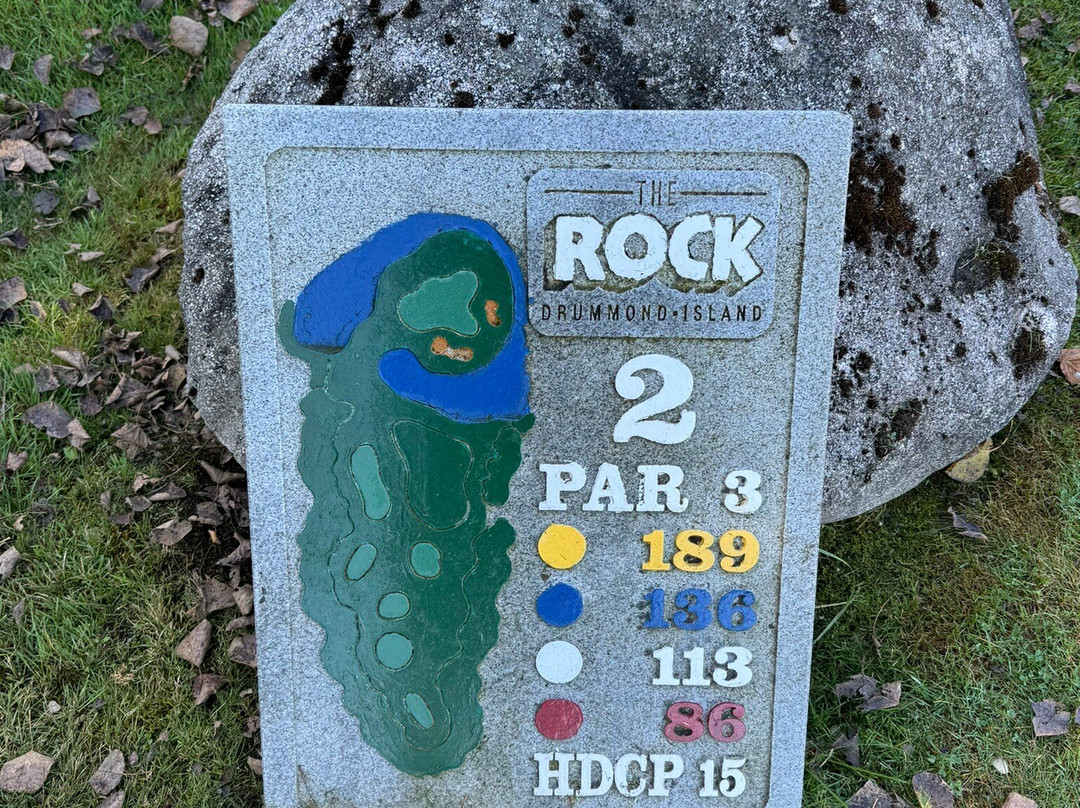 THE
ROCK
DRUMMOND•ISLAND
2
PAR 3
189
136
113
86
HDCP 15